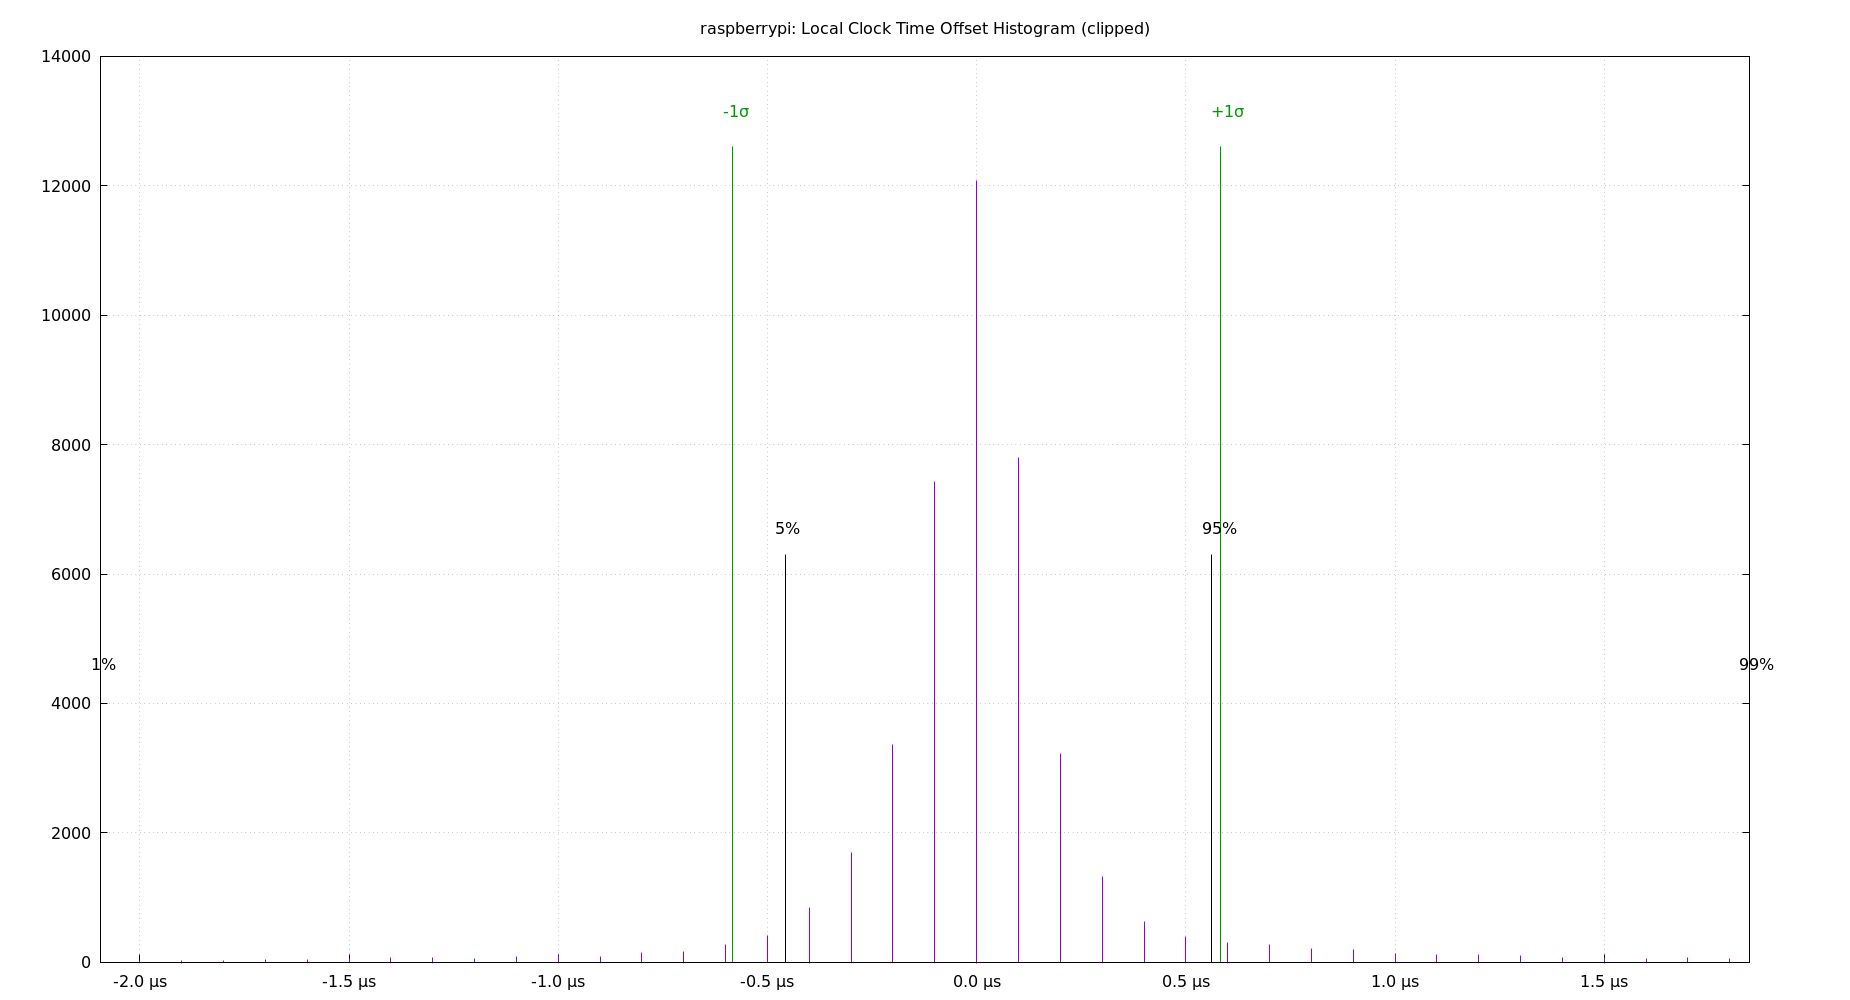 raspberrypi: Local Clock Time Offset Histogram (clipped)
14000
-1σ
+1σ
12000
10000
8000
5%
95%
6000
1%
99%
4000
2000
0
-2.0 µs
-1.5 µs
-1.0 µs
-0.5 µs
0.0 µs
0.5 µs
1.0 µs
1.5 µs